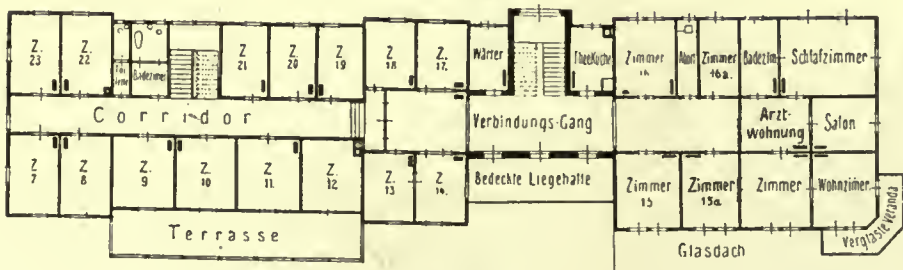 Z. 23
Z. 22
Badezimer
Z. 21
Z. 20
Z. 19
Z. 18
Z. 17.
Wärter
TheeKüche
Zimmer 16
Abort
Zimmer 16a.
Badezim
Schlafzimmer
Corridor
Verbindungs-Gang
Arzt-
wohnung
Salon
Z. 7
Z. 8
Z. 9
Z. 10
Z. 11.
Z. 12
Z. 13
Z. 14.
Bedeckte Liegehalle
Zimmer 15
Zimmer 15a
Zimmer
Wohnzimer
Terrasse
Glasdach
Verglaste Veranda